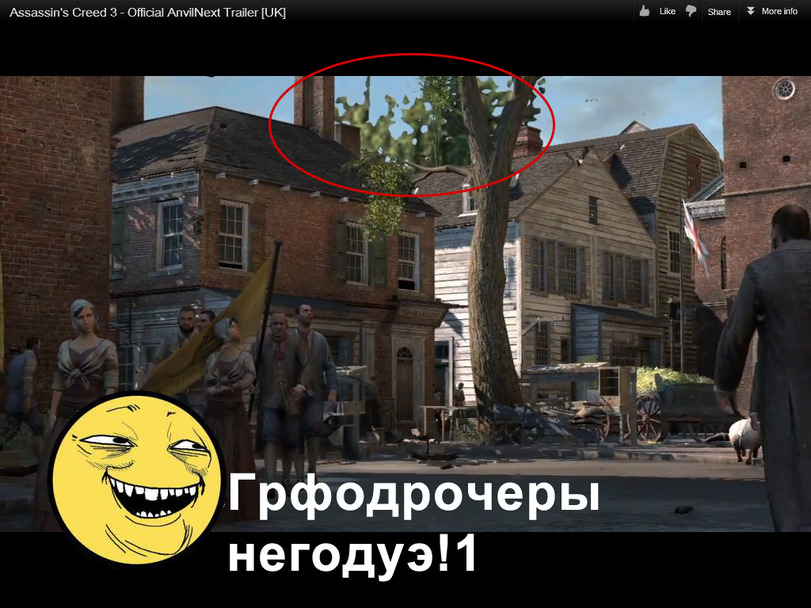 Assassin's Creed 3 - Official AnvilNext Trailer [UK]
Like Share More info
Грфодрочеры
негодуэ!1